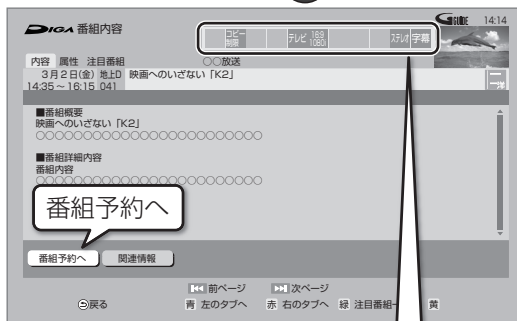 DIGA 番組内容
コピー制限 テレビ 16:9 1080i ステレオ 字幕
G GUIDE 14:14
内容 属性 注目番組 ○○放送
3月2日(金) 地上D 映画へのいざない「K2」
14:35～16:15 041
洋
■番組概要
映画へのいざない「K2」
○○○○○○○○○○○○○○○○○○○○○○○○
■番組詳細内容
番組内容
○○○○○○○○○○○○○○○○○○○○○○○○
番組予約へ
番組予約へ 関連情報
前ページ 次ページ
戻る 青 左のタブへ 赤 右のタブへ 緑 注目番組一 黄